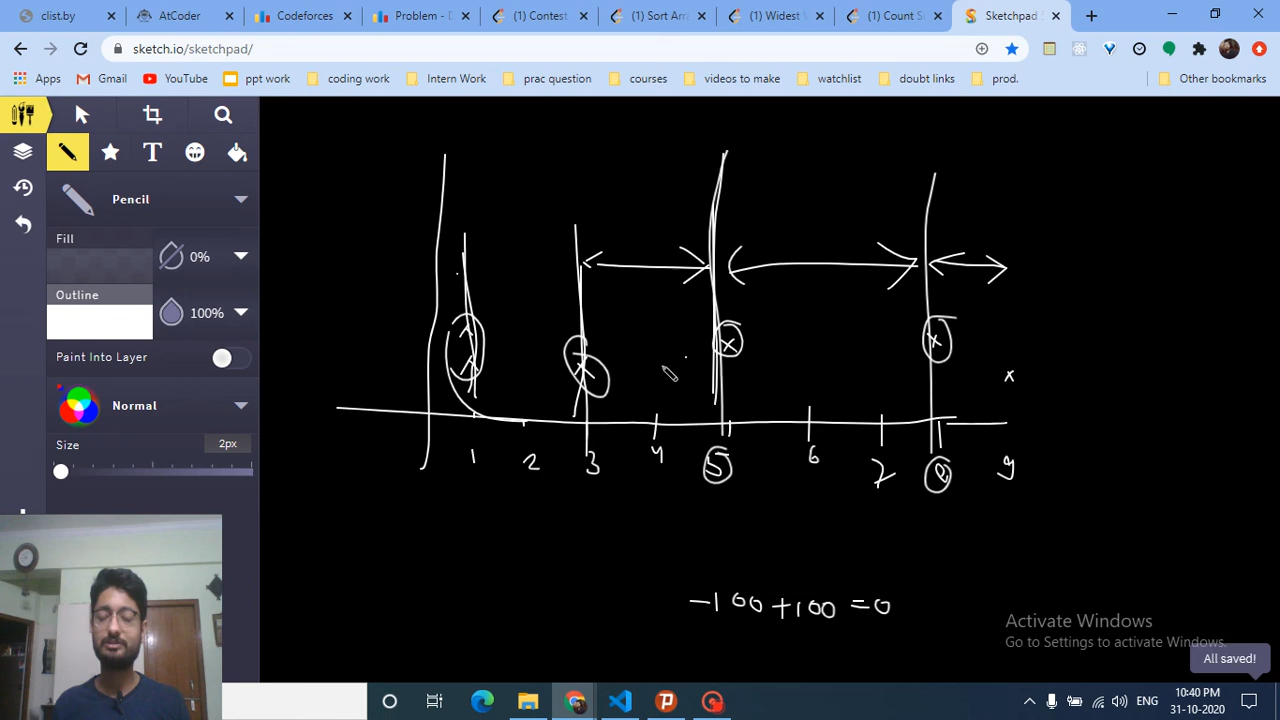 clist.by
AtCoder
Codeforces
Problem - D
(1) Contest
(1) Sort Arra
(1) Widest V
(1) Count Su
Sketchpad
sketch.io/sketchpad/
Apps
Gmail
YouTube
ppt work
coding work
Intern Work
prac question
courses
videos to make
watchlist
doubt links
prod.
Other bookmarks
Pencil
Fill
0%
Outline
100%
Paint Into Layer
Normal
Size
2px
x x x x
x
1 2 3 4 5 6 7 8 9
-100+100=0
Activate Windows
Go to Settings to activate Windows.
All saved!
ENG
10:40 PM
31-10-2020